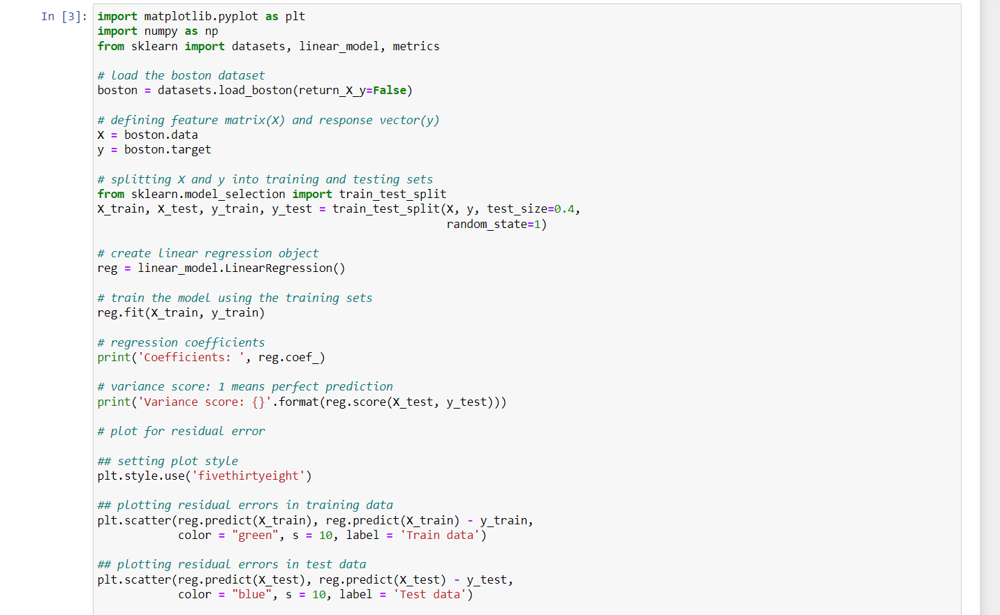 In [3]: import matplotlib.pyplot as plt
import numpy as np
from sklearn import datasets, linear_model, metrics
# load the boston dataset
boston = datasets.load_boston(return_X_y=False)
# defining feature matrix(X) and response vector(y)
X = boston.data
y = boston.target
# splitting X and y into training and testing sets
from sklearn.model_selection import train_test_split
X_train, X_test, y_train, y_test = train_test_split(X, y, test_size=0.4,
random_state=1)
# create linear regression object
reg = linear_model.LinearRegression()
# train the model using the training sets
reg.fit(X_train, y_train)
# regression coefficients
print('Coefficients: ', reg.coef_)
# variance score: 1 means perfect prediction
print('Variance score: {}'.format(reg.score(X_test, y_test)))
# plot for residual error
## setting plot style
plt.style.use('fivethirtyeight')
## plotting residual errors in training data
plt.scatter(reg.predict(X_train), reg.predict(X_train) - y_train,
color = "green", s = 10, label = 'Train data')
## plotting residual errors in test data
plt.scatter(reg.predict(X_test), reg.predict(X_test) - y_test,
color = "blue", s = 10, label = 'Test data')